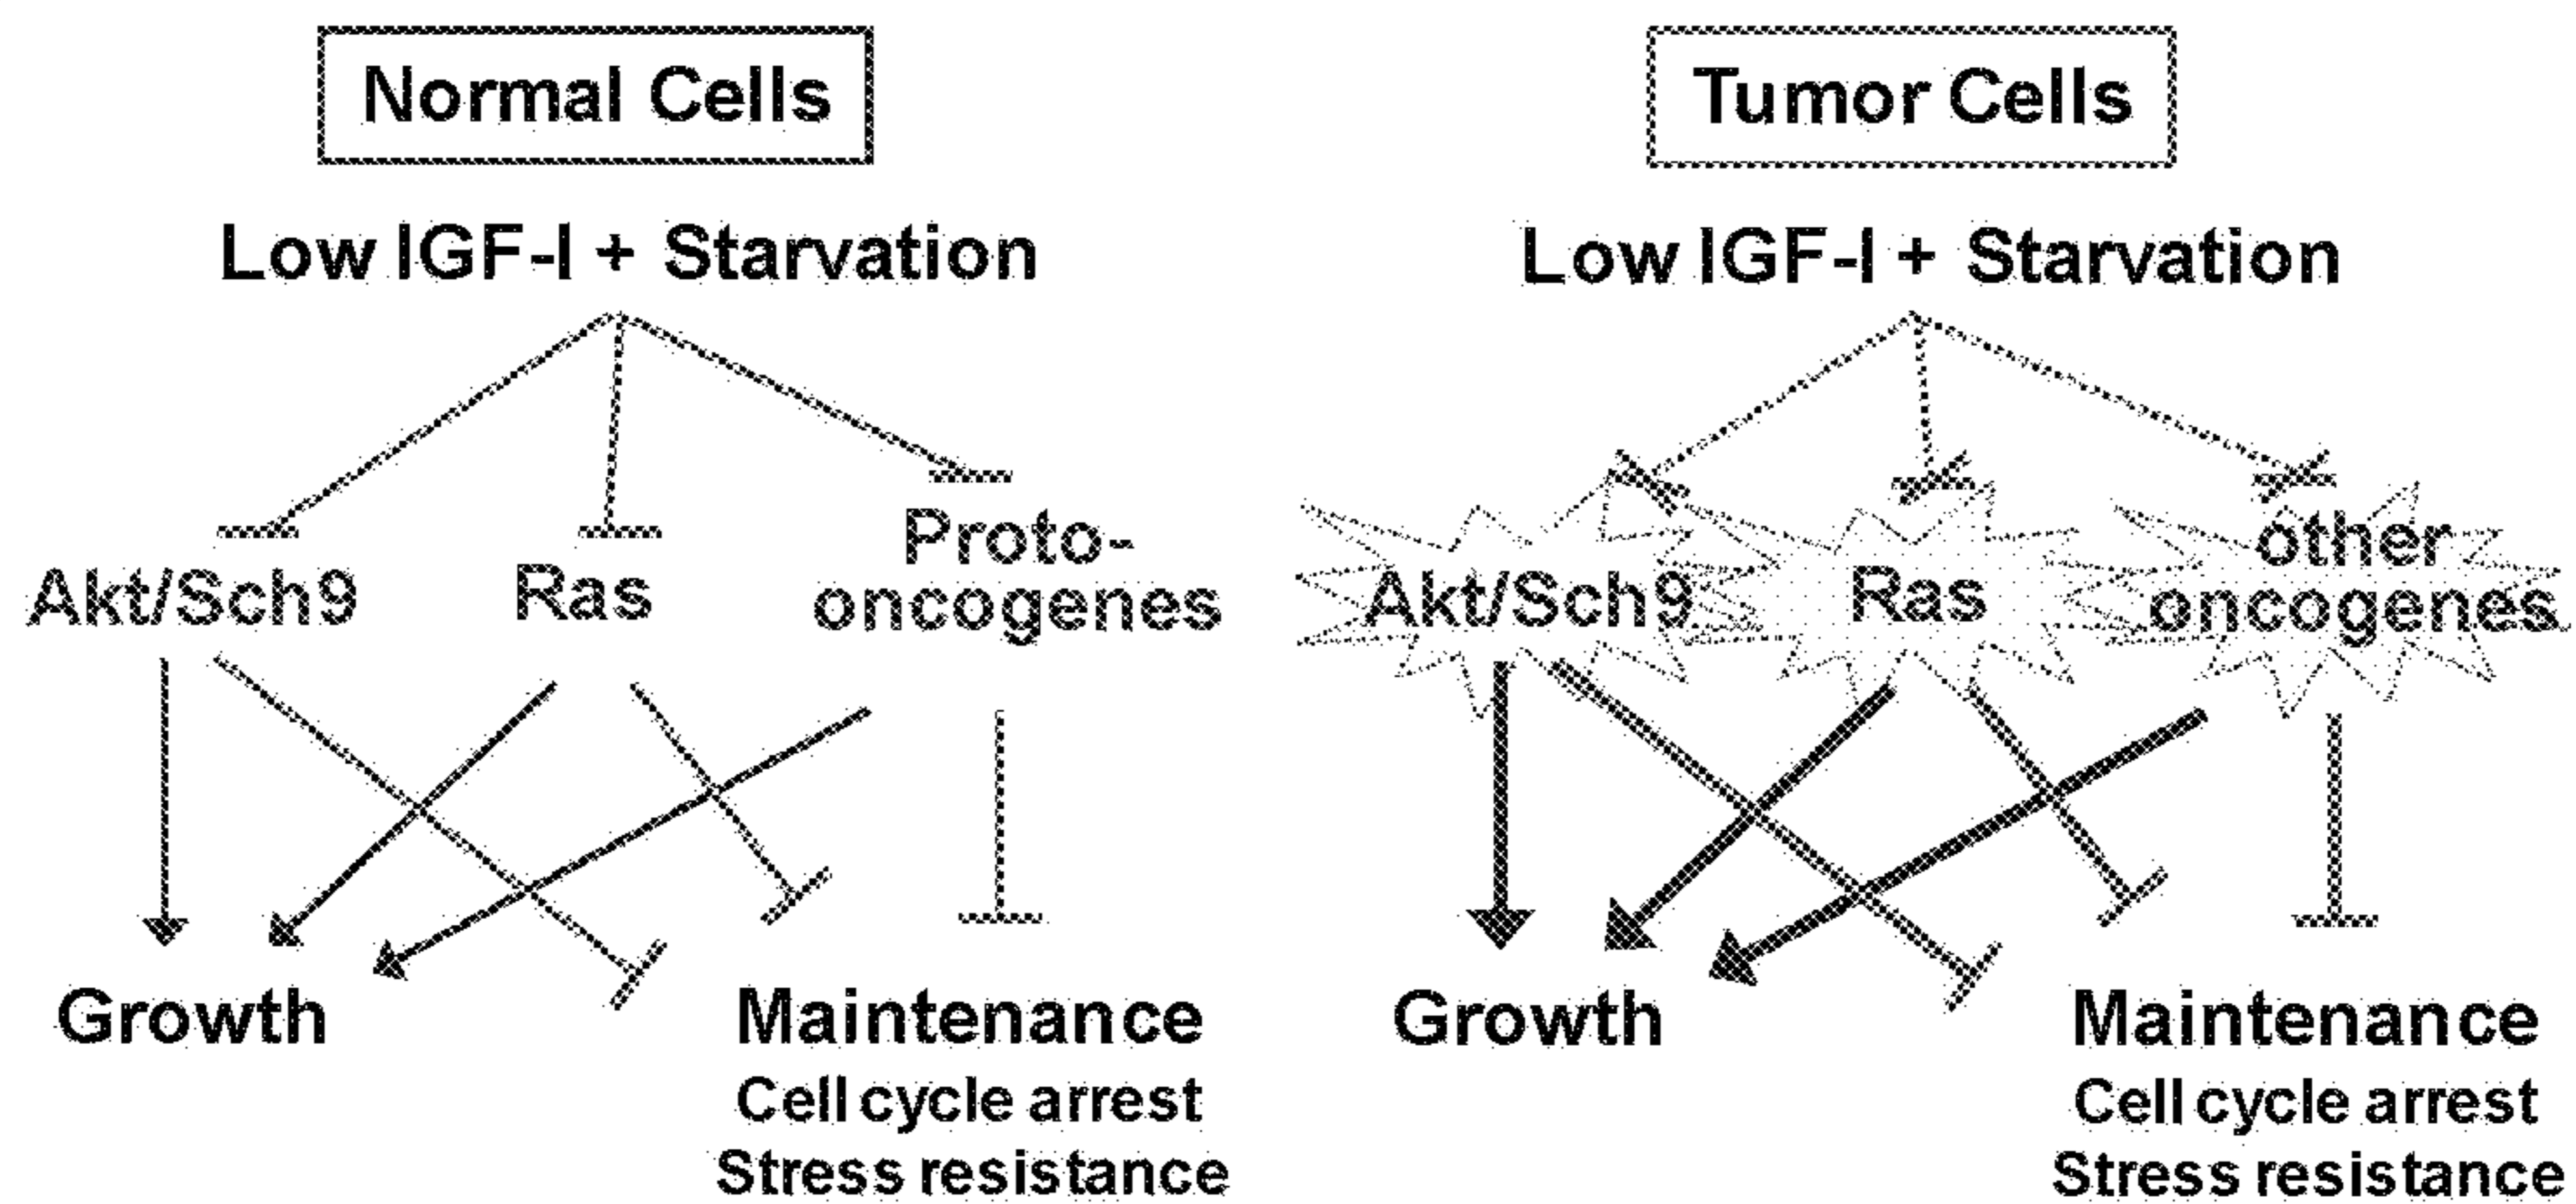 Normal Cells
Low IGF-I + Starvation
Akt/Sch9
Ras
Proto-
oncogenes
Growth
Maintenance
Cell cycle arrest
Stress resistance
Tumor Cells
Low IGF-I + Starvation
Akt/Sch9
Ras
other
oncogenes
Growth
Maintenance
Cell cycle arrest
Stress resistance